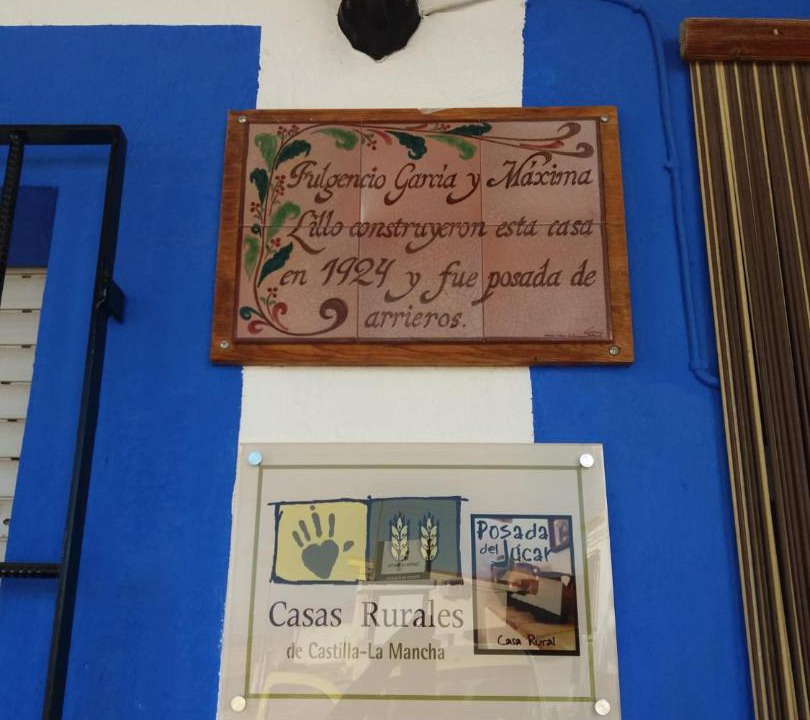 Fulgencio García y Máxima
Lillo construyeron esta casa
en 1924 y fue posada de
arrieros.
Posada
del Júcar
Casas Rurales
de Castilla-La Mancha
Casa Rural